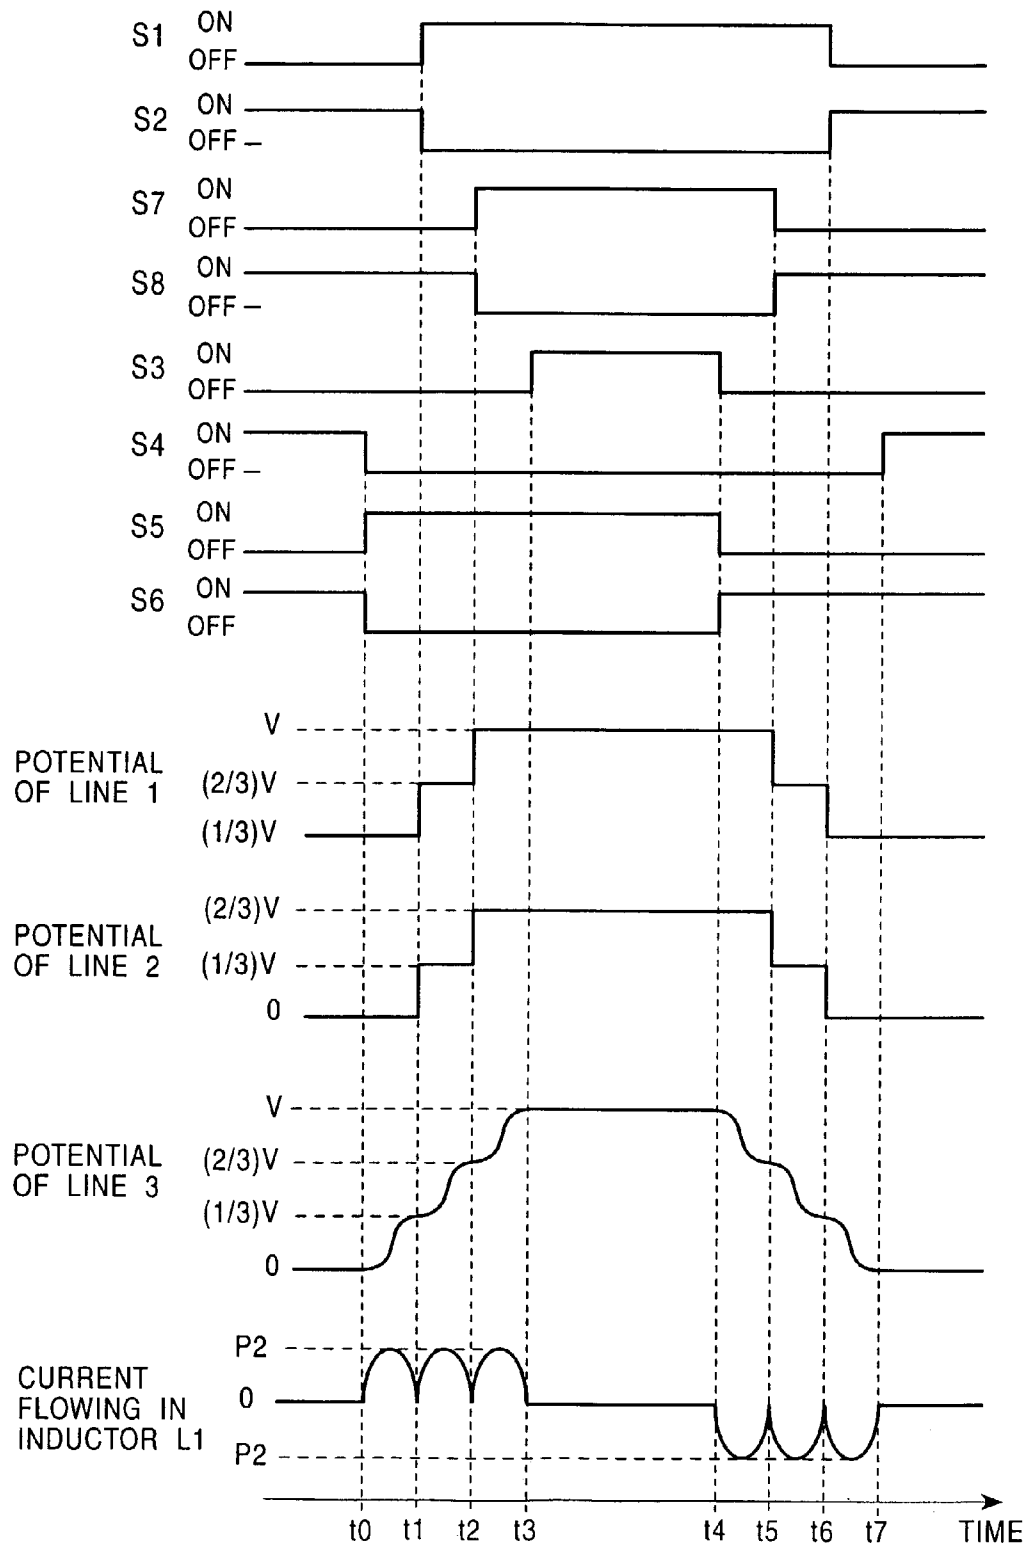 S1 ON
OFF
S2 ON
OFF
S7 ON
OFF
S8 ON
OFF
S3 ON
OFF
S4 ON
OFF
S5 ON
OFF
S6 ON
OFF
POTENTIAL
OF LINE 1
V
(2/3)V
(1/3)V
POTENTIAL
OF LINE 2
(2/3)V
(1/3)V
0
POTENTIAL
OF LINE 3
V
(2/3)V
(1/3)V
0
CURRENT
FLOWING IN
INDUCTOR L1
P2
0
P2
t0 t1 t2 t3 t4 t5 t6 t7 TIME